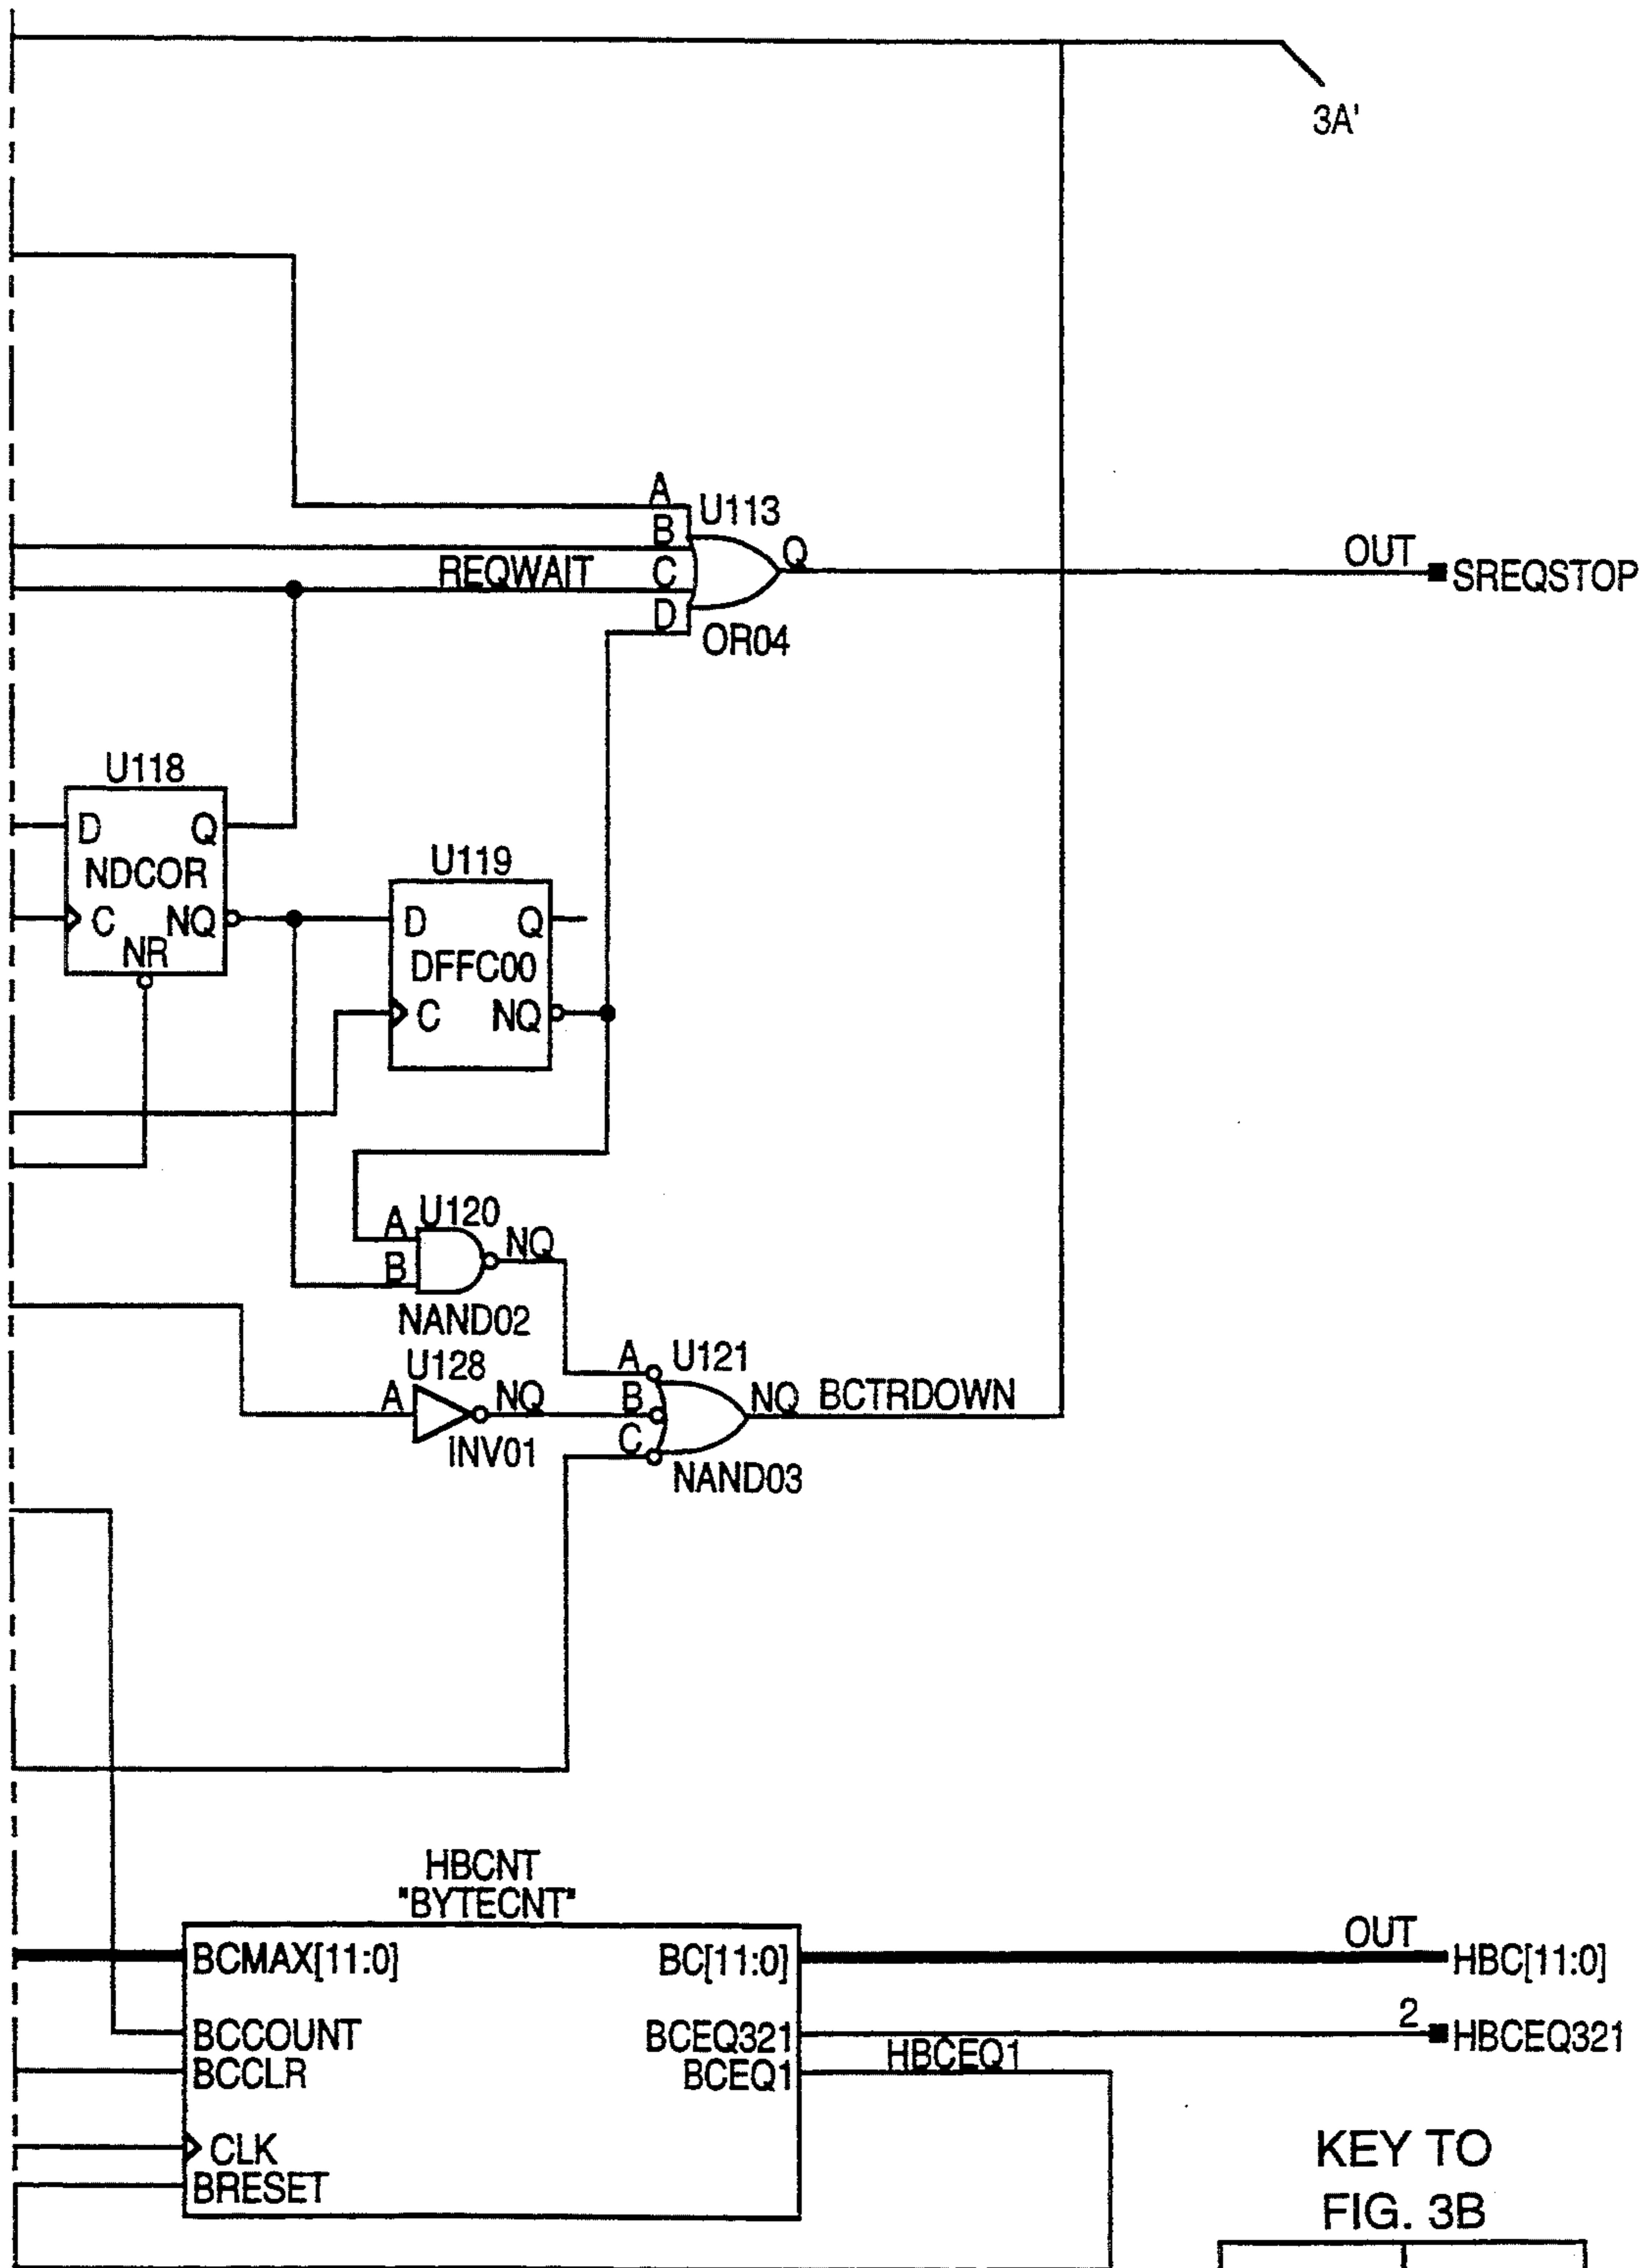 3A'
A
U113
B
Q
OUT
REQWAIT
C
SREQSTOP
D
OR04
U118
D
Q
NDCOR
C
NQ
NR
U119
D
Q
DFFC00
C
NQ
U120
A
NQ
B
NAND02
U128
A
NQ
INV01
A
U121
B
NQ
BCTRDOWN
C
NAND03
HBCNT
"BYTECNT"
BCMAX[11:0]
BC[11:0]
OUT
HBC[11:0]
BCCOUNT
BCEQ321
2
HBCEQ321
BCCLR
BCEQ1
HBCEQ1
CLK
BRESET
KEY TO
FIG. 3B